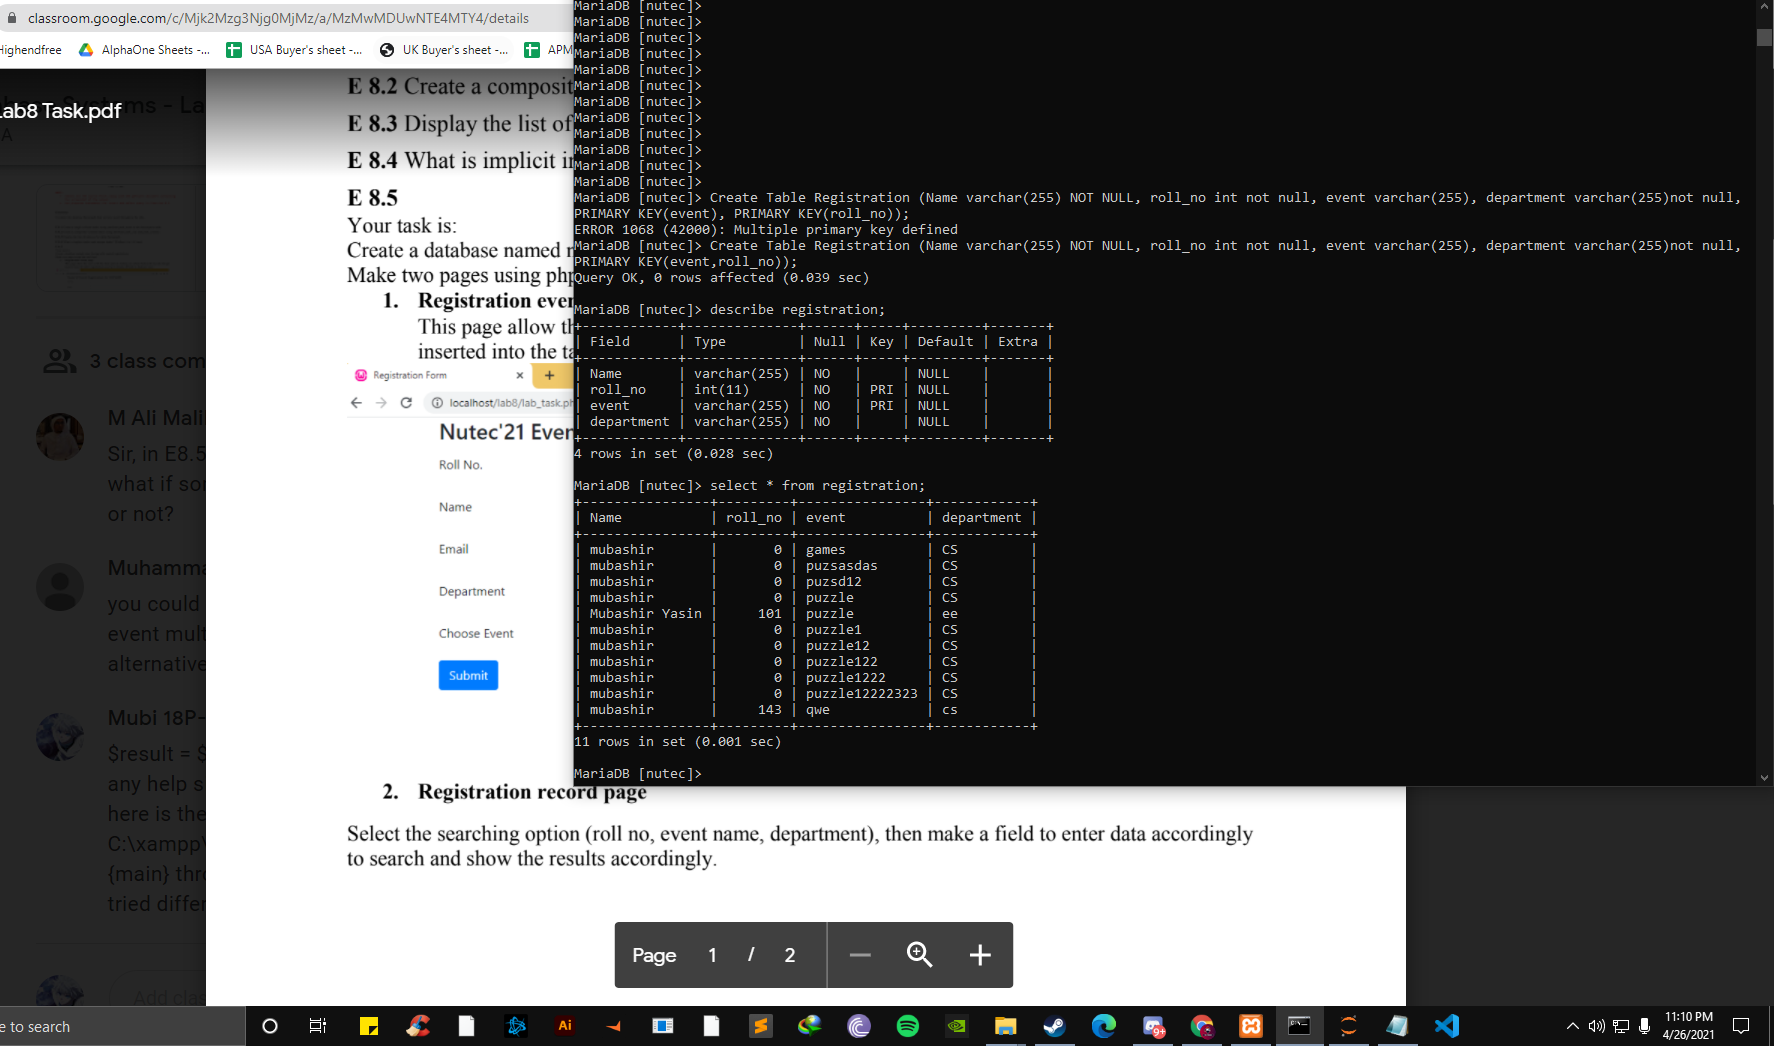 classroom.google.com/c/Mjk2Mzg3Njg0MjMz/a/MzMwMDUwNTE4MTY4/details
Highendfree AlphaOne Sheets -... USA Buyer's sheet -... UK Buyer's sheet -... APM
Lab8 Task.pdf
E 8.2 Create a composit
E 8.3 Display the list of
E 8.4 What is implicit in
E 8.5
Your task is:
Create a database named n
Make two pages using php
1. Registration even
This page allow th
inserted into the ta
Registration Form
localhost/lab8/lab_task.ph
Nutec'21 Even
Roll No.
Name
Email
Department
Choose Event
Submit
2. Registration record page
Select the searching option (roll no, event name, department), then make a field to enter data accordingly
to search and show the results accordingly.
3 class com
M Ali Mali
Sir, in E8.5
what if so
or not?
Muhamma
you could
event mult
alternative
Mubi 18P-
$result = $
any help s
here is the
C:\xampp\
{main} thr
tried differ
Add clas
MariaDB [nutec]>
MariaDB [nutec]>
MariaDB [nutec]>
MariaDB [nutec]>
MariaDB [nutec]>
MariaDB [nutec]>
MariaDB [nutec]>
MariaDB [nutec]>
MariaDB [nutec]>
MariaDB [nutec]>
MariaDB [nutec]>
MariaDB [nutec]>
MariaDB [nutec]> Create Table Registration (Name varchar(255) NOT NULL, roll_no int not null, event varchar(255), department varchar(255)not null,
PRIMARY KEY(event), PRIMARY KEY(roll_no));
ERROR 1068 (42000): Multiple primary key defined
MariaDB [nutec]> Create Table Registration (Name varchar(255) NOT NULL, roll_no int not null, event varchar(255), department varchar(255)not null,
PRIMARY KEY(event,roll_no));
Query OK, 0 rows affected (0.039 sec)
MariaDB [nutec]> describe registration;
+------------+--------------+------+-----+---------+-------+
| Field | Type | Null | Key | Default | Extra |
+------------+--------------+------+-----+---------+-------+
| Name | varchar(255) | NO | | NULL | |
| roll_no | int(11) | NO | PRI | NULL | |
| event | varchar(255) | NO | PRI | NULL | |
| department | varchar(255) | NO | | NULL | |
+------------+--------------+------+-----+---------+-------+
4 rows in set (0.028 sec)
MariaDB [nutec]> select * from registration;
+----------------+---------+----------------+------------+
| Name | roll_no | event | department |
+----------------+---------+----------------+------------+
| mubashir | 0 | games | CS |
| mubashir | 0 | puzsasdas | CS |
| mubashir | 0 | puzsd12 | CS |
| mubashir | 0 | puzzle | CS |
| Mubashir Yasin | 101 | puzzle | ee |
| mubashir | 0 | puzzle1 | CS |
| mubashir | 0 | puzzle12 | CS |
| mubashir | 0 | puzzle122 | CS |
| mubashir | 0 | puzzle1222 | CS |
| mubashir | 0 | puzzle12222323 | CS |
| mubashir | 143 | qwe | cs |
+----------------+---------+----------------+------------+
11 rows in set (0.001 sec)
MariaDB [nutec]>
Page 1 / 2
e to search
Ai
9+
11:10 PM
4/26/2021